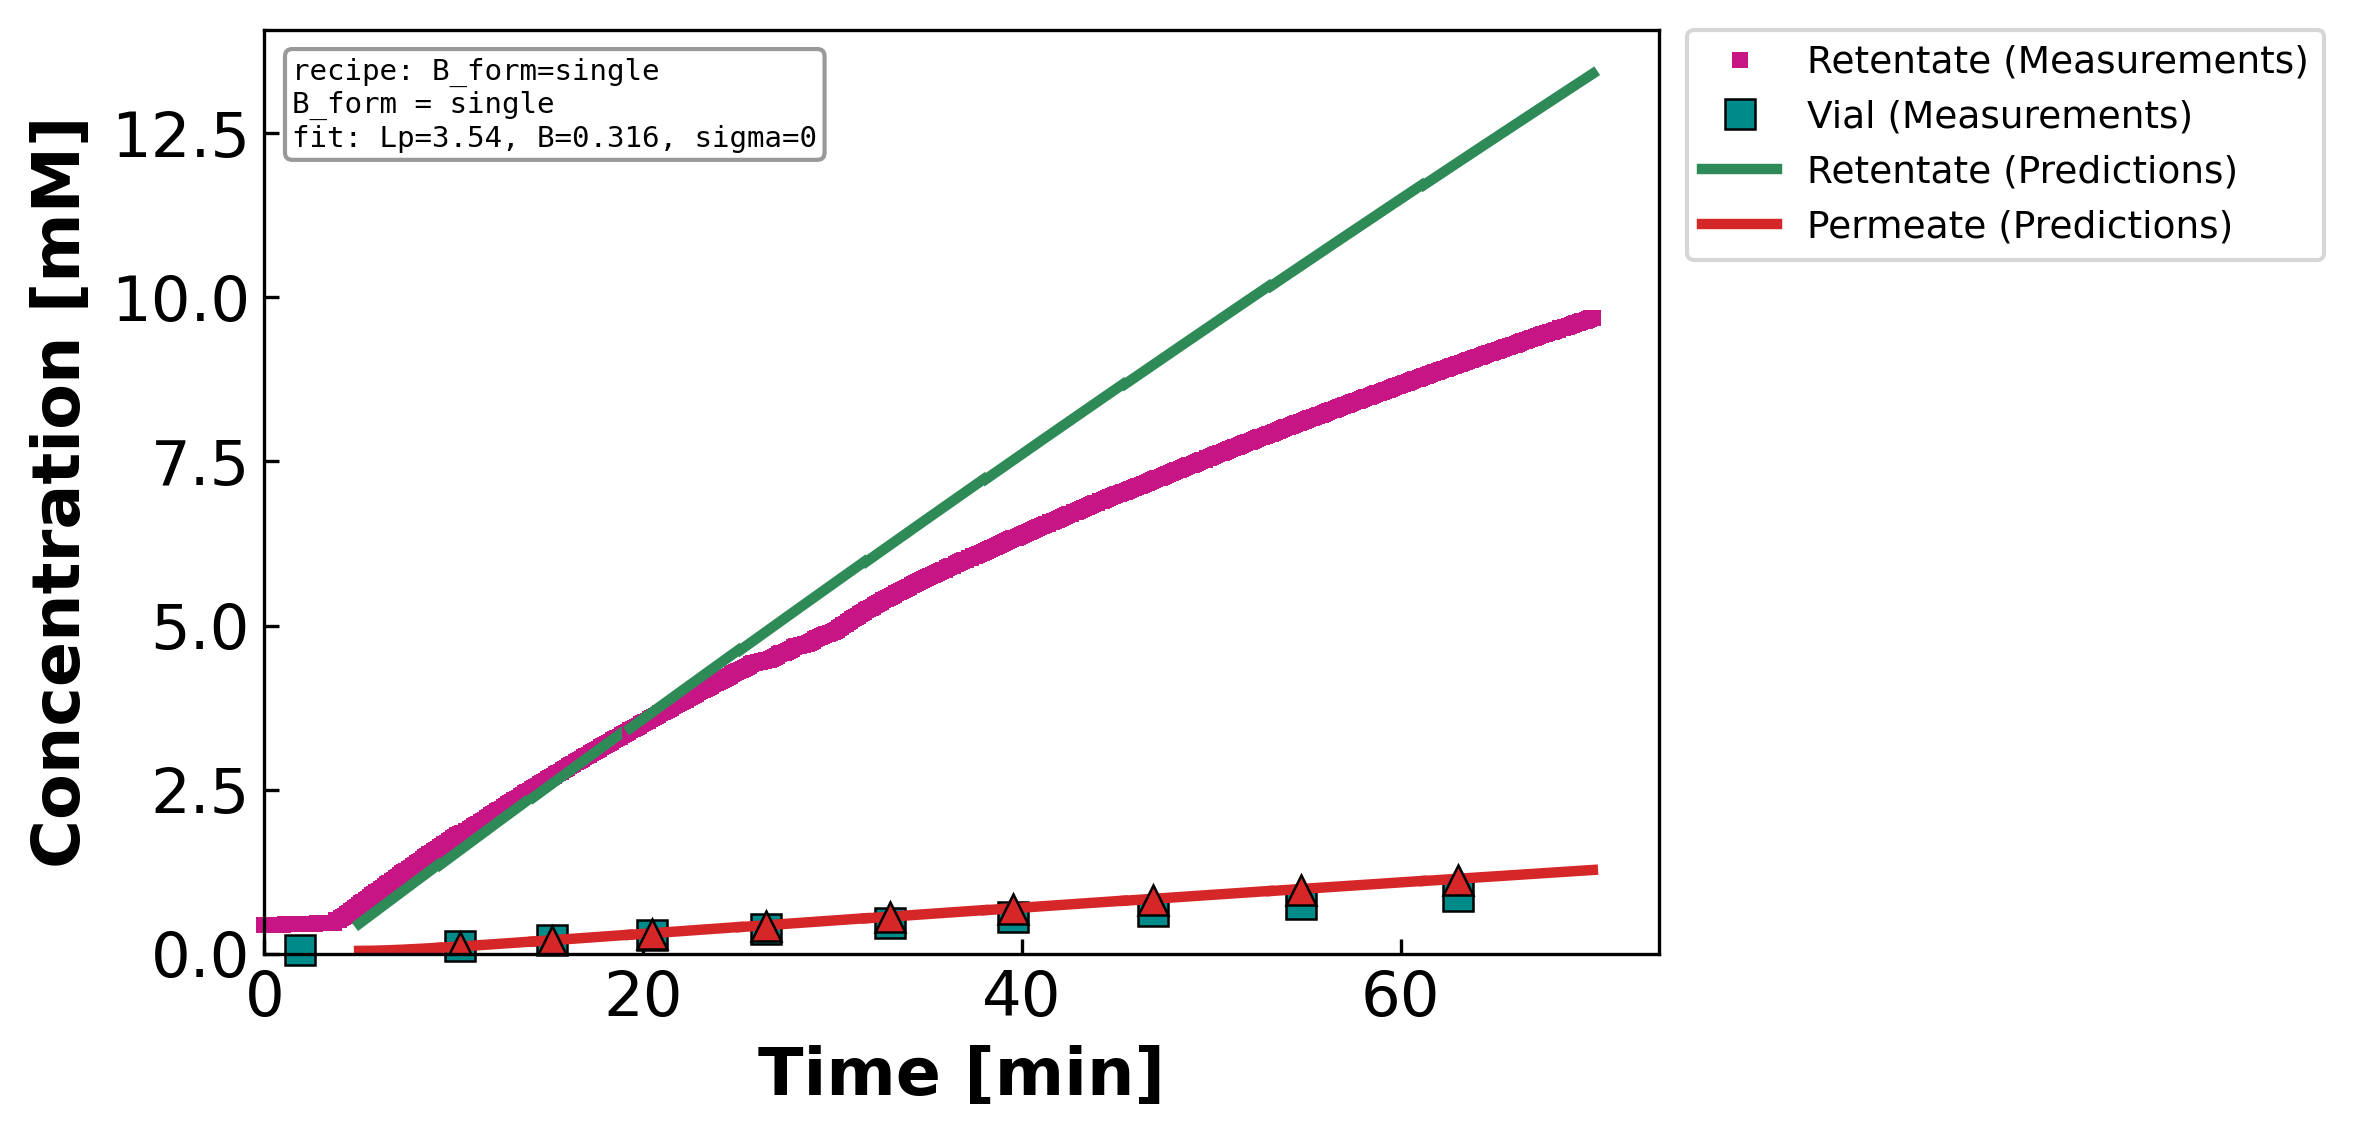 recipe: B_form=single
B_form = single
fit: Lp=3.54, B=0.316, sigma=0
Retentate (Measurements)
Vial (Measurements)
Retentate (Predictions)
Permeate (Predictions)
Concentration [mM]
12.5
10.0
7.5
5.0
2.5
0.0
0 20 40 60
Time [min]